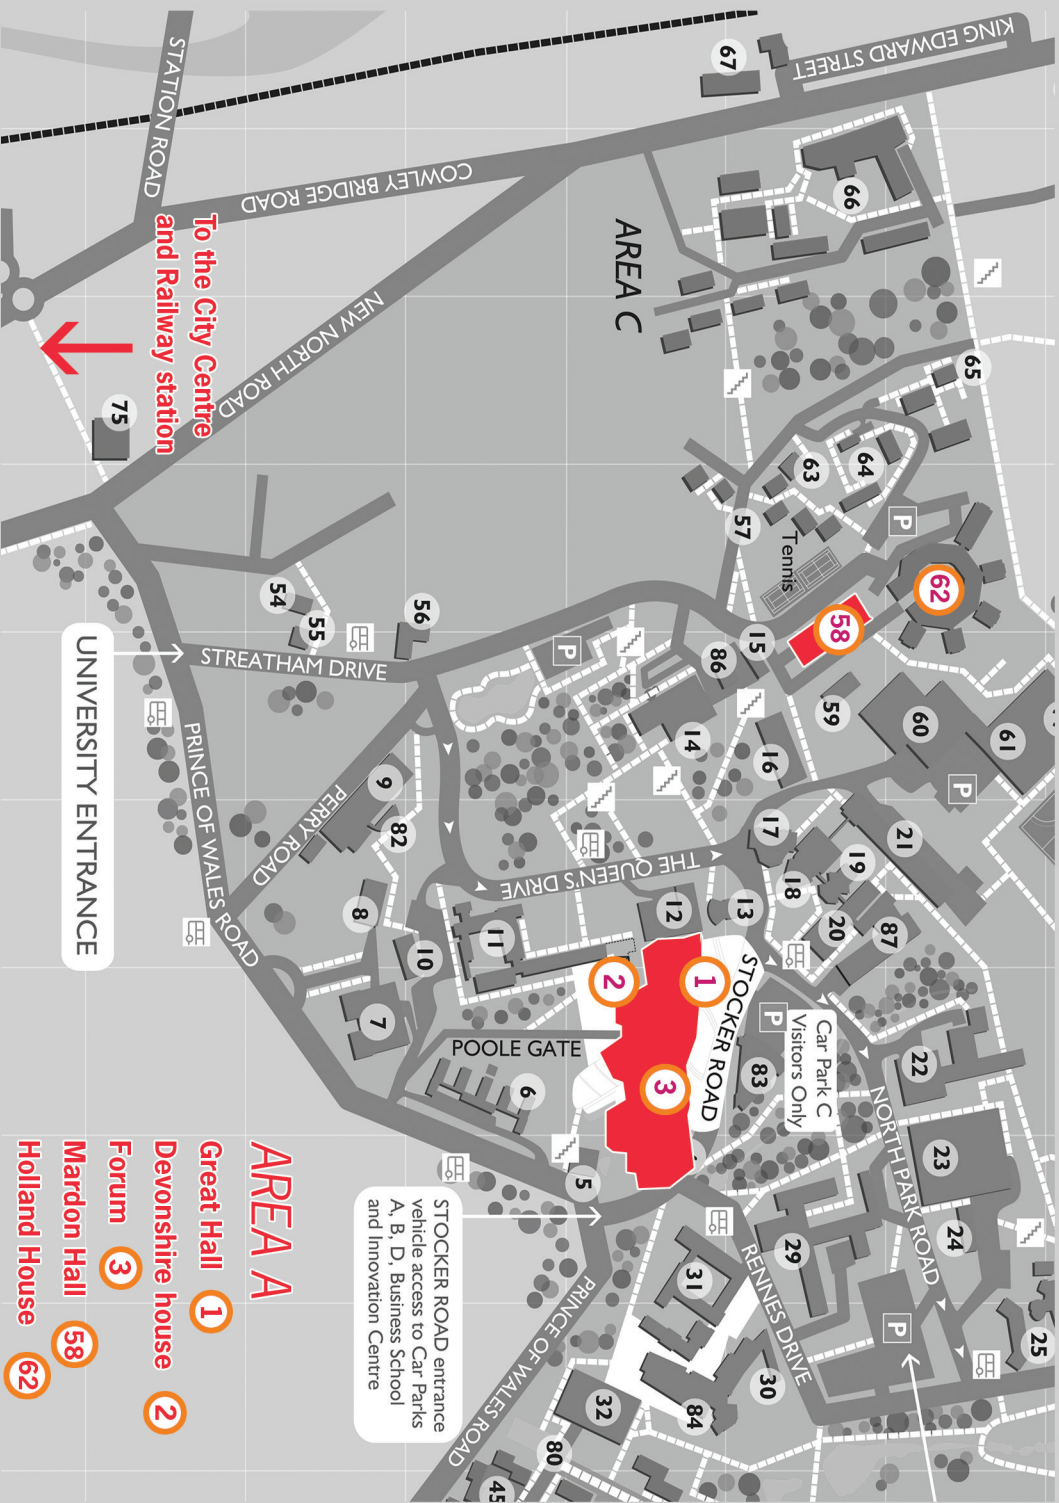 KING EDWARD STREET
67
STATION ROAD
COWLEY BRIDGE ROAD
66
AREA C
To the City Centre
and Railway station
NEW NORTH ROAD
75
65
64
63
57
P
Tennis
62
58
54
55
56
STREATHAM DRIVE
UNIVERSITY ENTRANCE
PRINCE OF WALES ROAD
P
15
86
59
60
61
14
16
P
9
82
PERRY ROAD
THE QUEEN'S DRIVE
17
18
19
20
21
87
8
10
11
12
13
1
2
3
STOCKER ROAD
P
Car Park C
Visitors Only
7
POOLE GATE
6
83
22
NORTH PARK ROAD
23
24
25
5
STOCKER ROAD entrance
vehicle access to Car Parks
A, B, D, Business School
and Innovation Centre
PRINCE OF WALES ROAD
RENNES DRIVE
29
31
30
P
84
32
80
45
AREA A
Great Hall 1
Devonshire house 2
Forum 3
Mardon Hall 58
Holland House 62